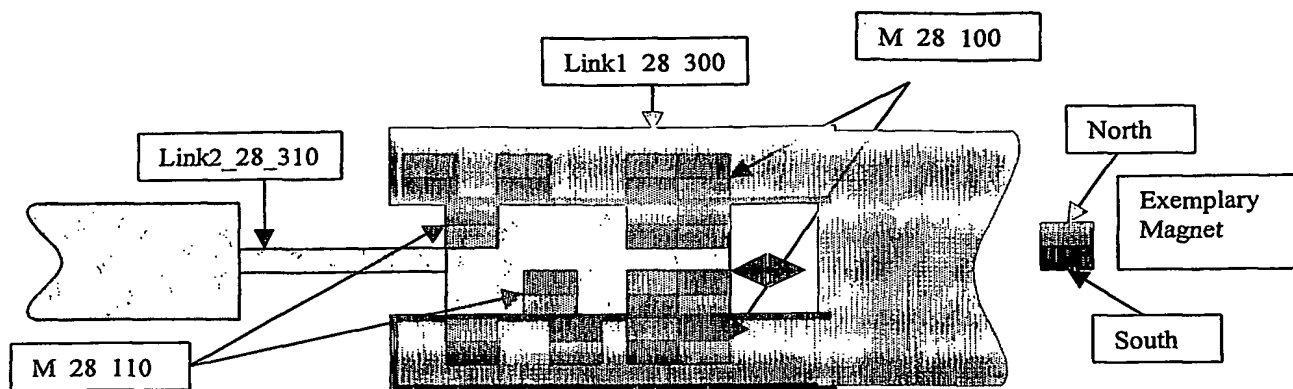 M 28 100
Link1 28 300
North
Link2_28_310
Exemplary
Magnet
South
M 28 110